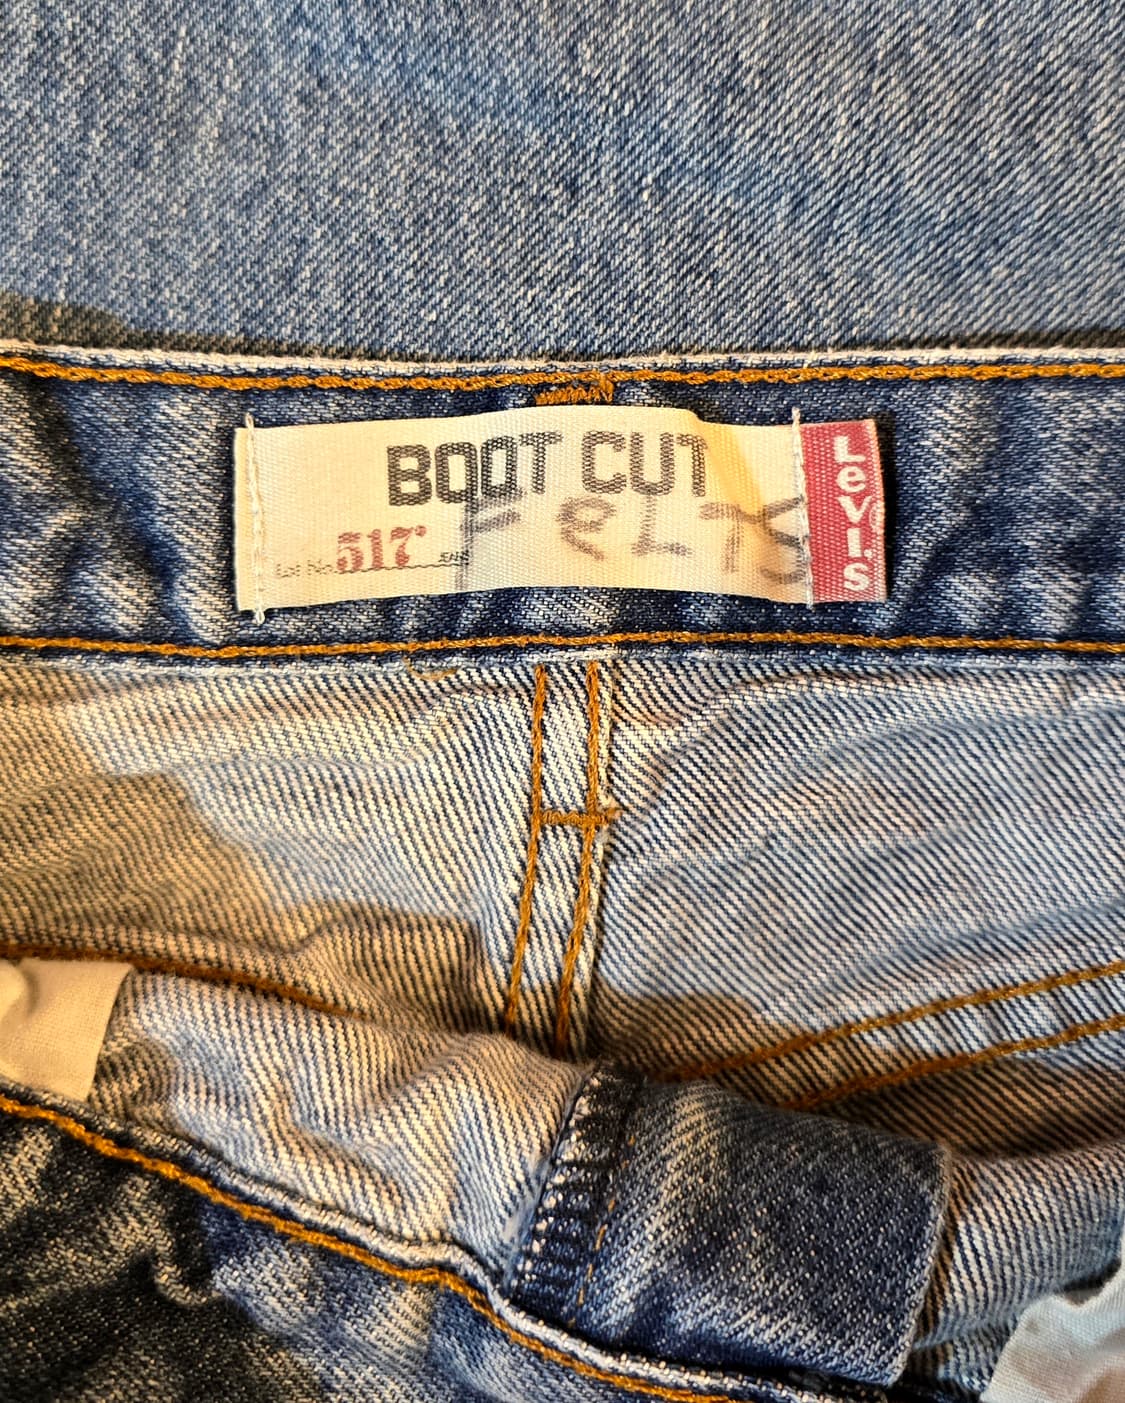 BOOT CUT
Lot No. 517® JEANS
FeLTS
Levi's